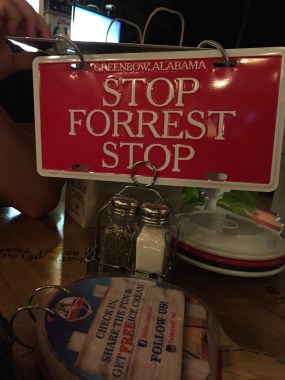 GREENBOW, ALABAMA
STOP
FORREST
STOP
CHECK IN,
SHARE THE FUN &
GET FREE ICE CREAM
FOLLOW US!